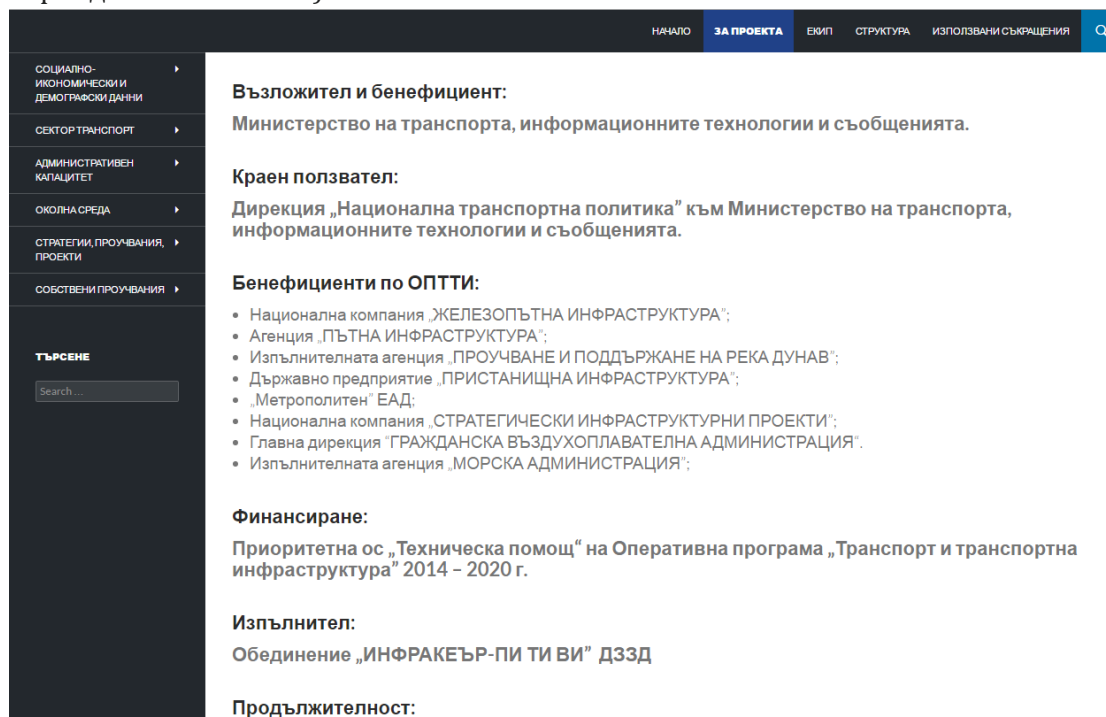 НАЧАЛО ЗА ПРОЕКТА ЕКИП СТРУКТУРА ИЗПОЛЗВАНИ СЪКРАЩЕНИЯ
СОЦИАЛНО-
ИКОНОМИЧЕСКИ И
ДЕМОГРАФСКИ ДАННИ
СЕКТОР ТРАНСПОРТ
АДМИНИСТРАТИВЕН
КАПАЦИТЕТ
ОКОЛНА СРЕДА
СТРАТЕГИИ, ПРОУЧВАНИЯ,
ПРОЕКТИ
СОБСТВЕНИ ПРОУЧВАНИЯ
ТЪРСЕНЕ
Search ...
Възложител и бенефициент:
Министерство на транспорта, информационните технологии и съобщенията.
Краен ползвател:
Дирекция „Национална транспортна политика” към Министерство на транспорта,
информационните технологии и съобщенията.
Бенефициенти по ОПТТИ:
• Национална компания „ЖЕЛЕЗОПЪТНА ИНФРАСТРУКТУРА”;
• Агенция „ПЪТНА ИНФРАСТРУКТУРА”;
• Изпълнителната агенция „ПРОУЧВАНЕ И ПОДДЪРЖАНЕ НА РЕКА ДУНАВ”;
• Държавно предприятие „ПРИСТАНИЩНА ИНФРАСТРУКТУРА”;
• „Метрополитен” ЕАД;
• Национална компания „СТРАТЕГИЧЕСКИ ИНФРАСТРУКТУРНИ ПРОЕКТИ”;
• Главна дирекция “ГРАЖДАНСКА ВЪЗДУХОПЛАВАТЕЛНА АДМИНИСТРАЦИЯ”.
• Изпълнителната агенция „МОРСКА АДМИНИСТРАЦИЯ”;
Финансиране:
Приоритетна ос „Техническа помощ“ на Оперативна програма „Транспорт и транспортна
инфраструктура” 2014 – 2020 г.
Изпълнител:
Обединение „ИНФРАКЕЪР-ПИ ТИ ВИ” ДЗЗД
Продължителност: